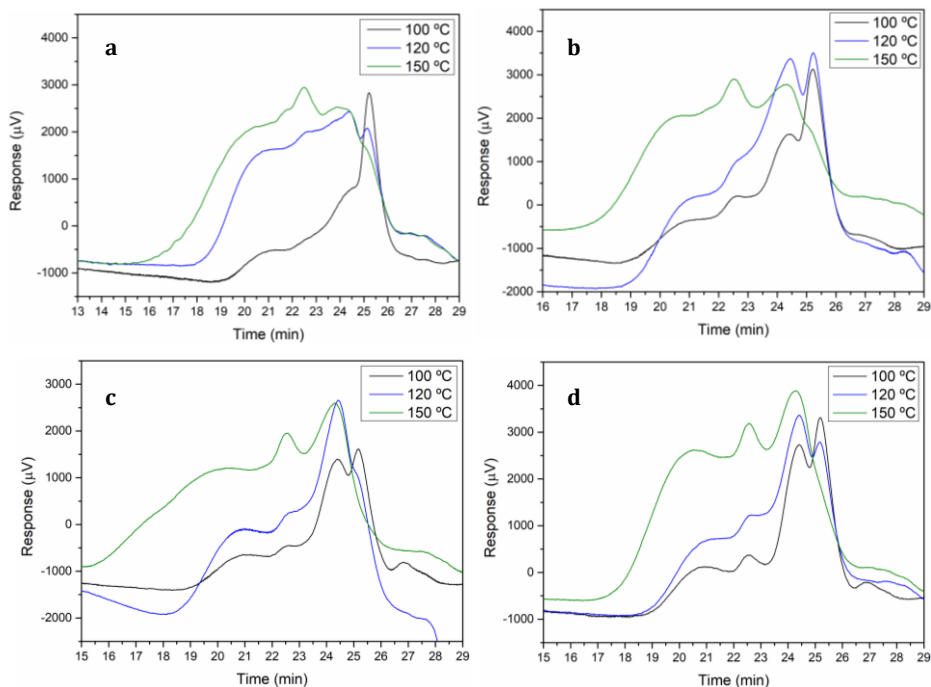 a
100 ºC
120 ºC
150 ºC
Response (µV)
3000
2000
1000
0
-1000
13 14 15 16 17 18 19 20 21 22 23 24 25 26 27 28 29
Time (min)
b
100 ºC
120 ºC
150 ºC
Response (µV)
4000
3000
2000
1000
0
-1000
-2000
16 17 18 19 20 21 22 23 24 25 26 27 28 29
Time (min)
c
100 ºC
120 ºC
150 ºC
Response (µV)
3000
2000
1000
0
-1000
-2000
15 16 17 18 19 20 21 22 23 24 25 26 27 28 29
Time (min)
d
100 ºC
120 ºC
150 ºC
Response (µV)
4000
3000
2000
1000
0
-1000
15 16 17 18 19 20 21 22 23 24 25 26 27 28 29
Time (min)